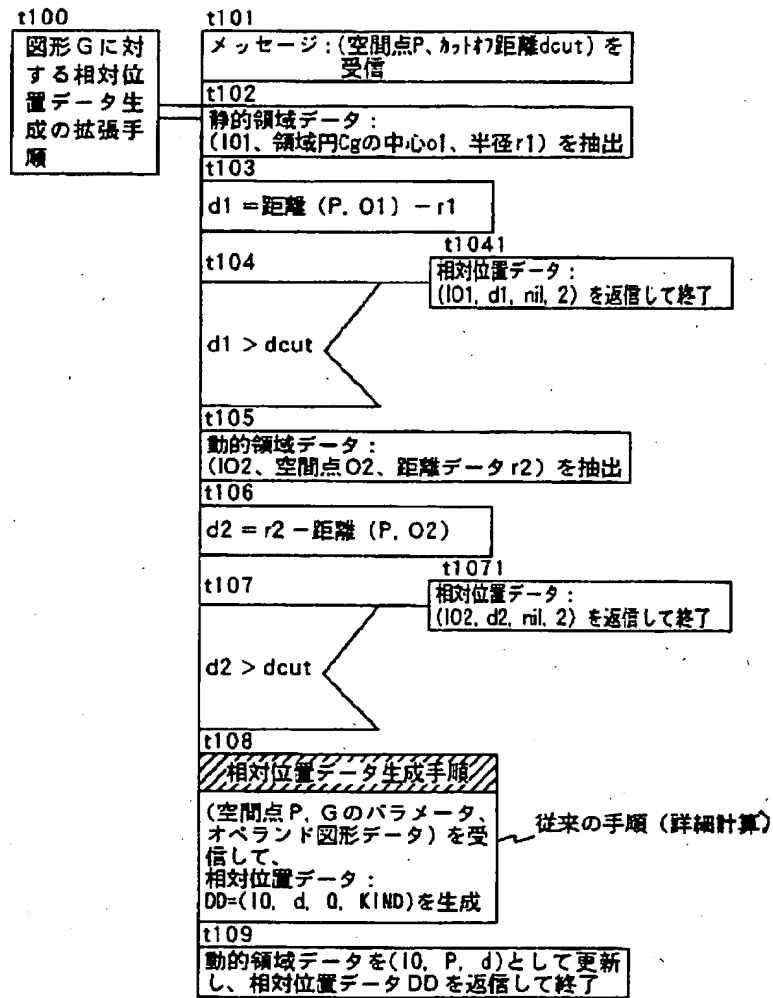 t100
図形Gに対
する相対位
置データ生
成の拡張手
順
t101
メッセージ:(空間点P、カットオフ距離dcut)を
受信
t102
静的領域データ:
(IO1、領域円Cgの中心o1、半径r1)を抽出
t103
d1 =距離 (P. O1) −r1
t104
d1 > dcut
t1041
相対位置データ:
(IO1, d1, nil, 2) を返信して終了
t105
動的領域データ:
(IO2、空間点O2、距離データr2)を抽出
t106
d2 = r2 −距離 (P, O2)
t107
d2 > dcut
t1071
相対位置データ:
(IO2, d2, nil, 2) を返信して終了
t108
相対位置データ生成手順
(空間点P, Gのパラメータ、
オペランド図形データ)を受
信して、
相対位置データ:
DD=(IO, d, Q, KIND)を生成
従来の手順(詳細計算)
t109
動的領域データを(IO, P, d)として更新
し、相対位置データDDを返信して終了